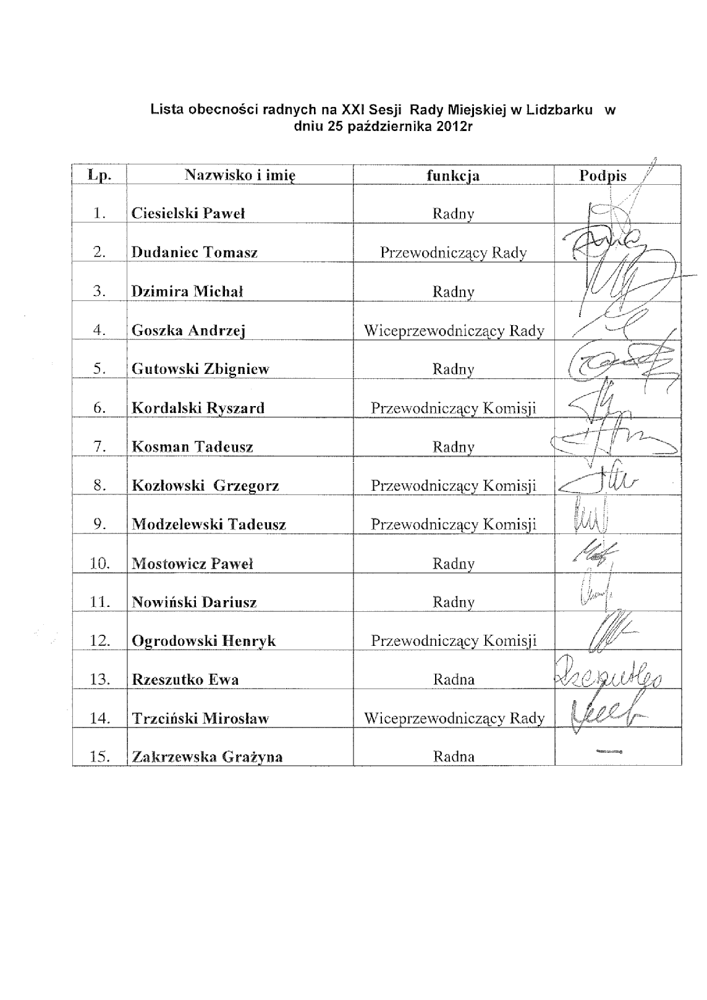 Lista obecności radnych na XXI Sesji Rady Miejskiej w Lidzbarku w
dniu 25 października 2012r
Lp. Nazwisko i imię funkcja Podpis
1. Ciesielski Paweł Radny
2. Dudaniec Tomasz Przewodniczący Rady
3. Dzimira Michał Radny
4. Goszka Andrzej Wiceprzewodniczący Rady
5. Gutowski Zbigniew Radny
6. Kordalski Ryszard Przewodniczący Komisji
7. Kosman Tadeusz Radny
8. Kozłowski Grzegorz Przewodniczący Komisji
9. Modzelewski Tadeusz Przewodniczący Komisji
10. Mostowicz Paweł Radny
11. Nowiński Dariusz Radny
12. Ogrodowski Henryk Przewodniczący Komisji
13. Rzeszutko Ewa Radna
14. Trzciński Mirosław Wiceprzewodniczący Rady
15. Zakrzewska Grażyna Radna —